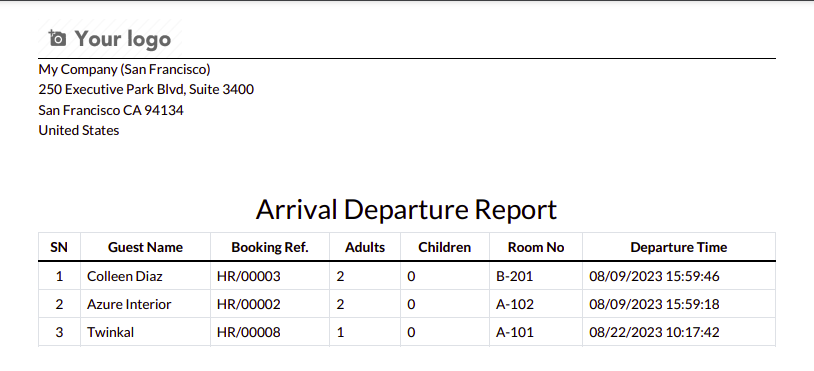 Your logo
My Company (San Francisco)
250 Executive Park Blvd, Suite 3400
San Francisco CA 94134
United States
Arrival Departure Report
SN Guest Name Booking Ref. Adults Children Room No Departure Time
1 Colleen Diaz HR/00003 2 0 B-201 08/09/2023 15:59:46
2 Azure Interior HR/00002 2 0 A-102 08/09/2023 15:59:18
3 Twinkal HR/00008 1 0 A-101 08/22/2023 10:17:42